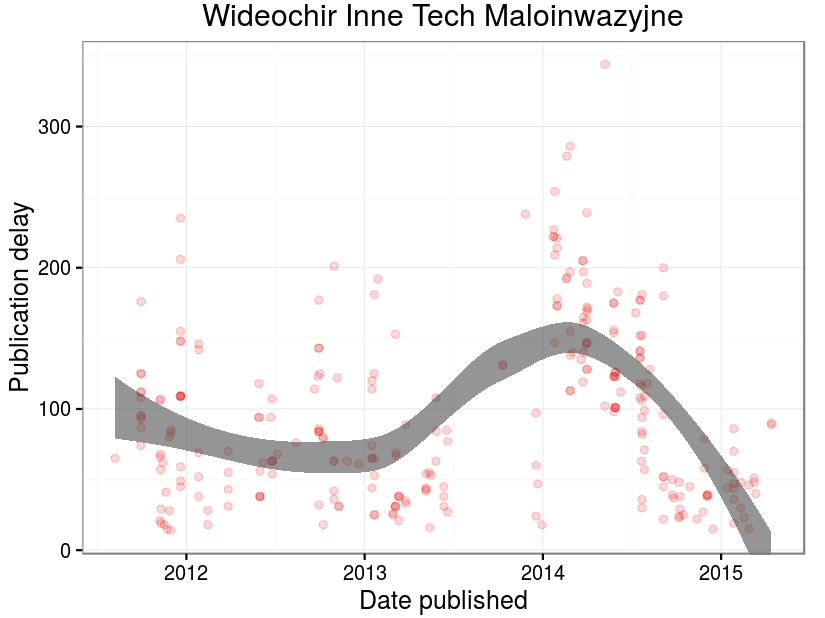 Wideochir Inne Tech Maloinwazyjne
Publication delay
300
200
100
0
2012 2013 2014 2015
Date published